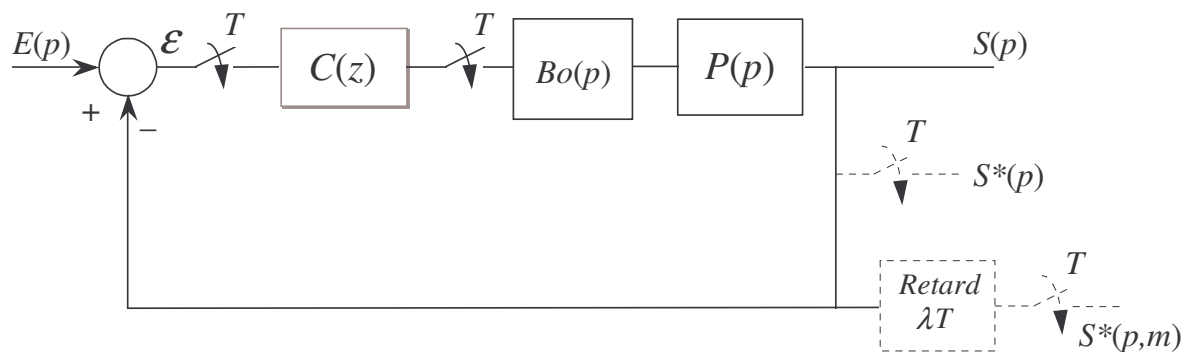 E(p)
+
−
ε
T
C(z)
T
Bo(p)
P(p)
S(p)
T
S*(p)
Retard
λT
T
S*(p,m)